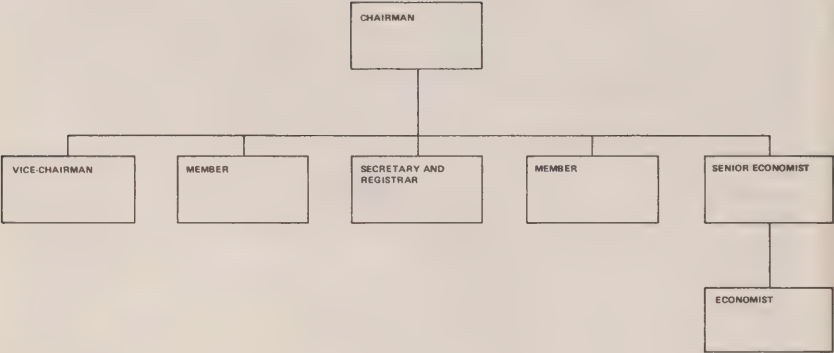 CHAIRMAN
VICE-CHAIRMAN
MEMBER
SECRETARY AND
REGISTRAR
MEMBER
SENIOR ECONOMIST
ECONOMIST